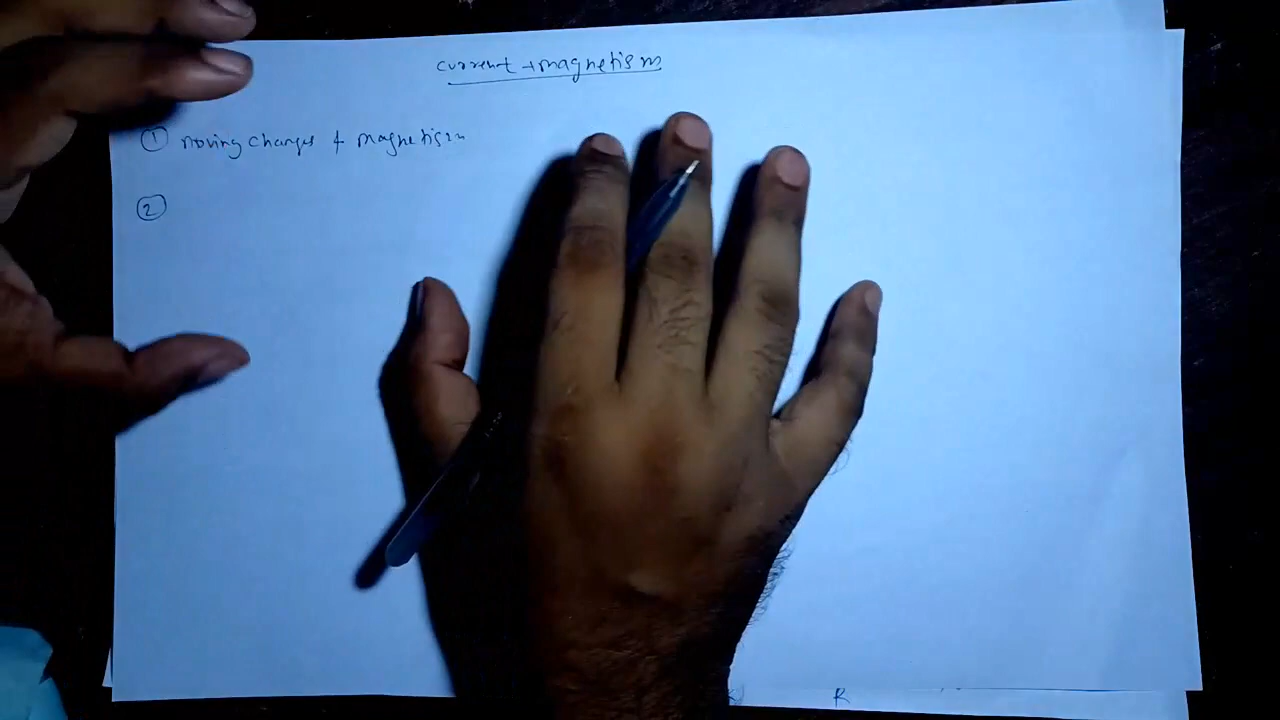 current + magnetism
① moving charges & magnetism
②
R